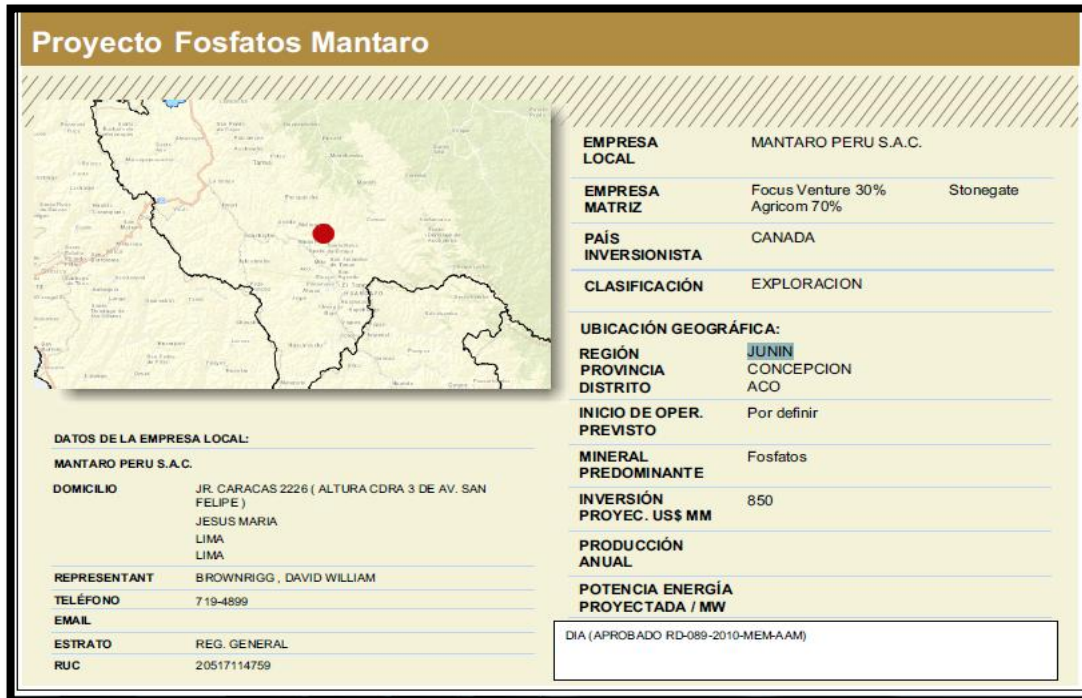 Proyecto Fosfatos Mantaro
EMPRESA LOCAL MANTARO PERU S.A.C.
EMPRESA MATRIZ Focus Venture 30% Stonegate
Agricom 70%
PAÍS INVERSIONISTA CANADA
CLASIFICACIÓN EXPLORACION
UBICACIÓN GEOGRÁFICA:
REGIÓN JUNIN
PROVINCIA CONCEPCION
DISTRITO ACO
INICIO DE OPER. PREVISTO Por definir
MINERAL PREDOMINANTE Fosfatos
INVERSIÓN PROYEC. US$ MM 850
PRODUCCIÓN ANUAL
POTENCIA ENERGÍA PROYECTADA / MW
DIA (APROBADO RD-089-2010-MEM-AAM)
DATOS DE LA EMPRESA LOCAL:
MANTARO PERU S.A.C.
DOMICILIO JR. CARACAS 2226 ( ALTURA CDRA 3 DE AV. SAN
FELIPE )
JESUS MARIA
LIMA
LIMA
REPRESENTANT BROWNRIGG , DAVID WILLIAM
TELÉFONO 719-4899
EMAIL
ESTRATO REG. GENERAL
RUC 20517114759